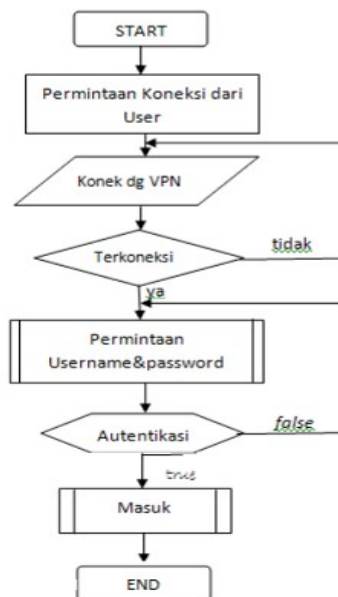 START
Permintaan Koneksi dari
User
Konek dg VPN
Terkoneksi
tidak
ya
Permintaan
Username&password
Autentikasi
false
true
Masuk
END